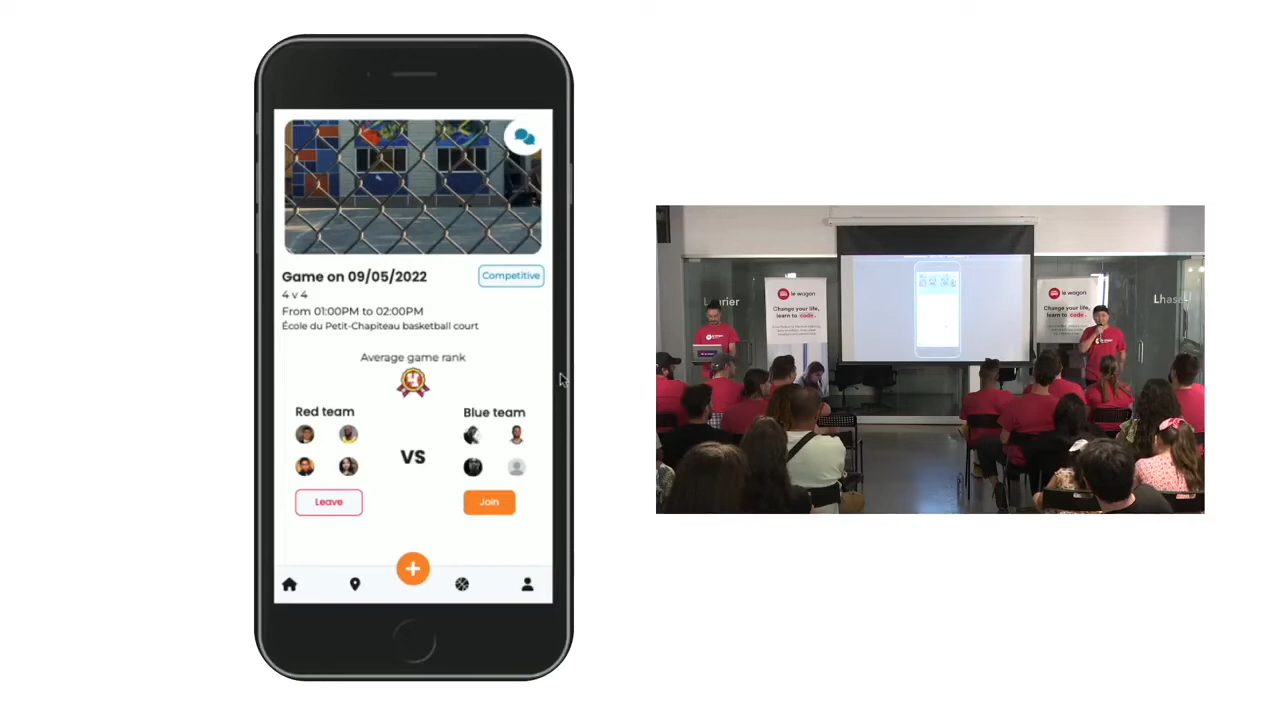 Game on 09/05/2022
Competitive
4 v 4
From 01:00PM to 02:00PM
École du Petit-Chapiteau basketball court
Average game rank
4
Red team
Blue team
VS
Leave
Join
Laurier
le wagon
Change your life,
learn to code.
le wagon
Change your life,
learn to code.